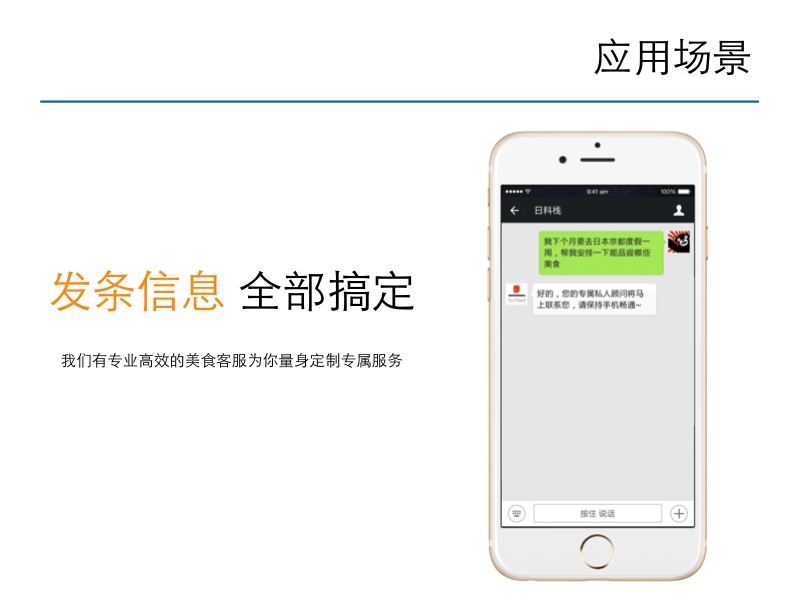 应用场景
发条信息 全部搞定
我们有专业高效的美食客服为你量身定制专属服务
9:41 am
100%
日料栈
我下个月要去日本京都度假一
周，帮我安排一下能品尝哪些
美食
好的，您的专属私人顾问将马
上联系您，请保持手机畅通~
按住 说话